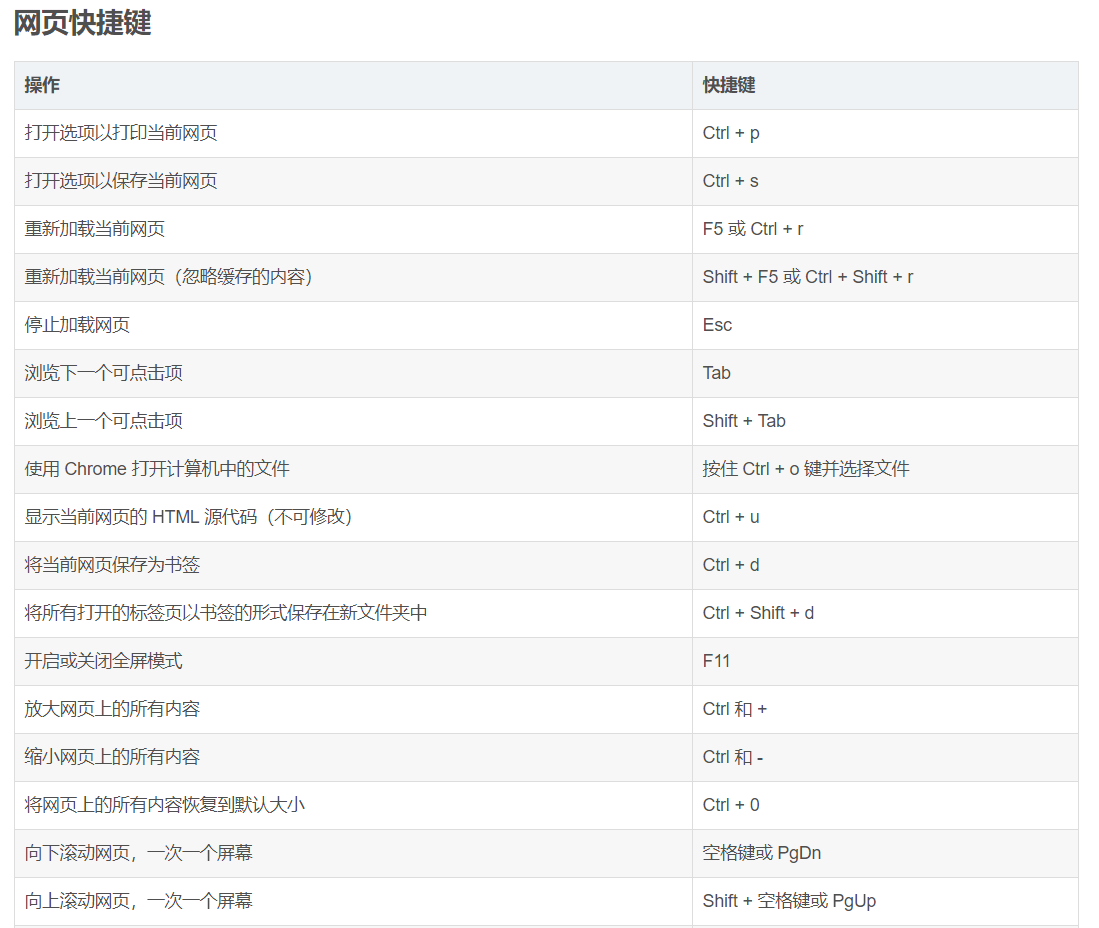 网页快捷键
操作 快捷键
打开选项以打印当前网页 Ctrl + p
打开选项以保存当前网页 Ctrl + s
重新加载当前网页 F5 或 Ctrl + r
重新加载当前网页（忽略缓存的内容） Shift + F5 或 Ctrl + Shift + r
停止加载网页 Esc
浏览下一个可点击项 Tab
浏览上一个可点击项 Shift + Tab
使用 Chrome 打开计算机中的文件 按住 Ctrl + o 键并选择文件
显示当前网页的 HTML 源代码（不可修改） Ctrl + u
将当前网页保存为书签 Ctrl + d
将所有打开的标签页以书签的形式保存在新文件夹中 Ctrl + Shift + d
开启或关闭全屏模式 F11
放大网页上的所有内容 Ctrl 和 +
缩小网页上的所有内容 Ctrl 和 -
将网页上的所有内容恢复到默认大小 Ctrl + 0
向下滚动网页，一次一个屏幕 空格键或 PgDn
向上滚动网页，一次一个屏幕 Shift + 空格键或 PgUp